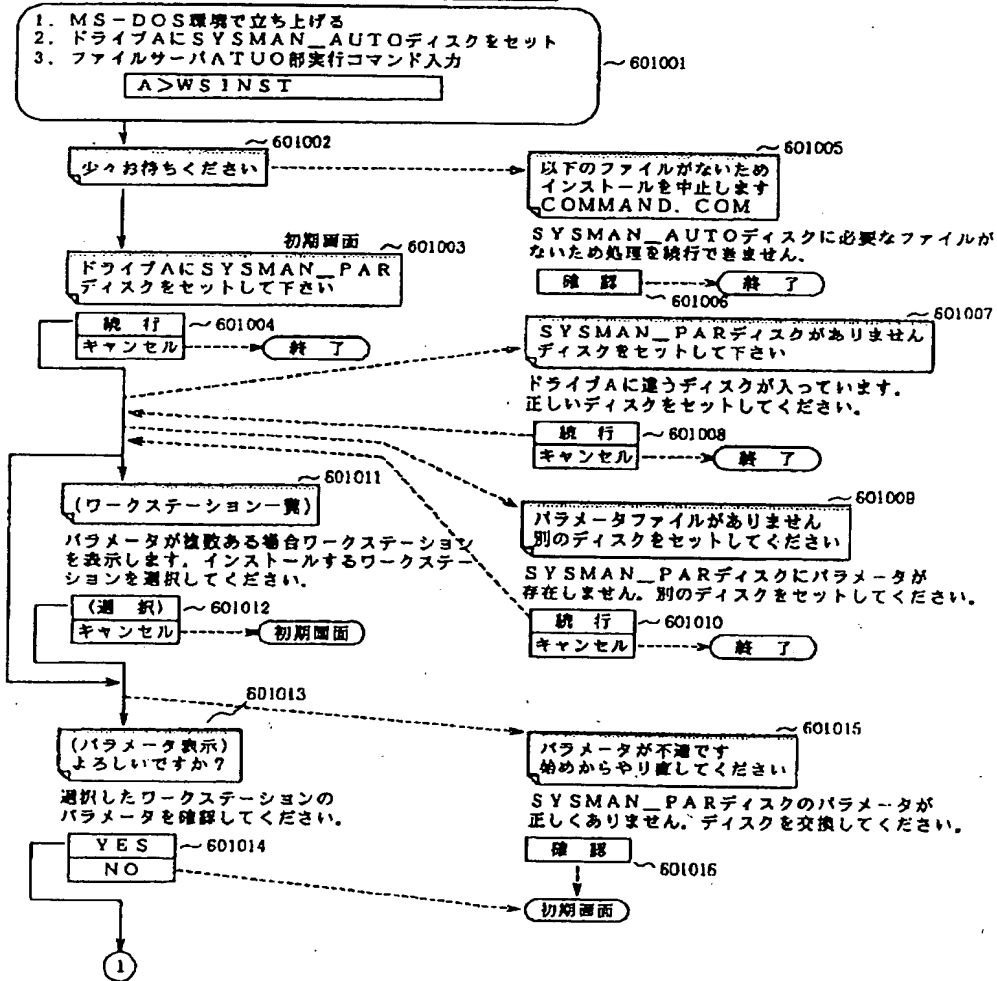 1. MS-DOS環境で立ち上げる
2. ドライブAにSYSMAN_AUTOディスクをセット
3. ファイルサーバATUO部実行コマンド入力
A>WSINST
601001
601002
少々お待ちください
601005
以下のファイルがないため
インストールを中止します
COMMAND.COM
SYSMAN_AUTOディスクに必要なファイルが
ないため処理を続行できません.
確認
終了
601006
初期画面
601003
ドライブAにSYSMAN_PAR
ディスクをセットして下さい
続行
601004
キャンセル
終了
601007
SYSMAN_PARディスクがありません
ディスクをセットして下さい
ドライブAに違うディスクが入っています.
正しいディスクをセットしてください。
続行
601008
キャンセル
終了
601011
(ワークステーション一覧)
パラメータが複数ある場合ワークステーション
を表示します.インストールするワークステー
ションを選択してください。
(選択)
601012
キャンセル
初期画面
601009
パラメータファイルがありません
別のディスクをセットしてください
SYSMAN_PARディスクにパラメータが
存在しません.別のディスクをセットしてください。
続行
601010
キャンセル
終了
601013
(パラメータ表示)
よろしいですか?
選択したワークステーションの
パラメータを確認してください。
YES
601014
NO
601015
パラメータが不適です
始めからやり直してください
SYSMAN_PARディスクのパラメータが
正しくありません.ディスクを交換してください。
確認
601016
初期画面
1